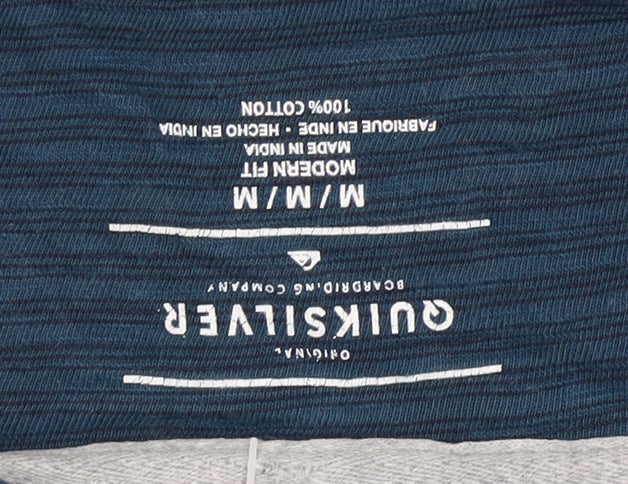 ORIGINAL
QUIKSILVER
BOARDRIDING COMPANY
M / M / M
MODERN FIT
MADE IN INDIA
FABRIQUE EN INDE • HECHO EN INDIA
100% COTTON